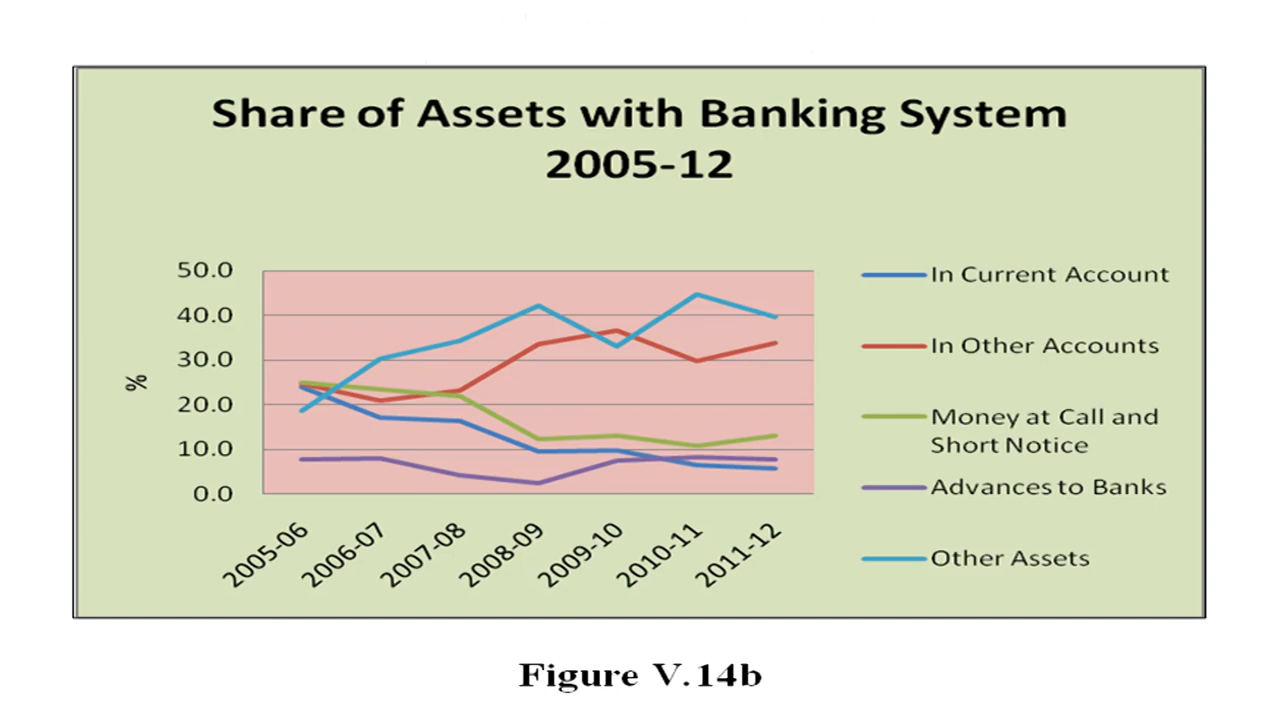 Share of Assets with Banking System
2005-12
50.0
40.0
30.0
20.0
10.0
0.0
%
2005-06
2006-07
2007-08
2008-09
2009-10
2010-11
2011-12
In Current Account
In Other Accounts
Money at Call and
Short Notice
Advances to Banks
Other Assets
Figure V.14b